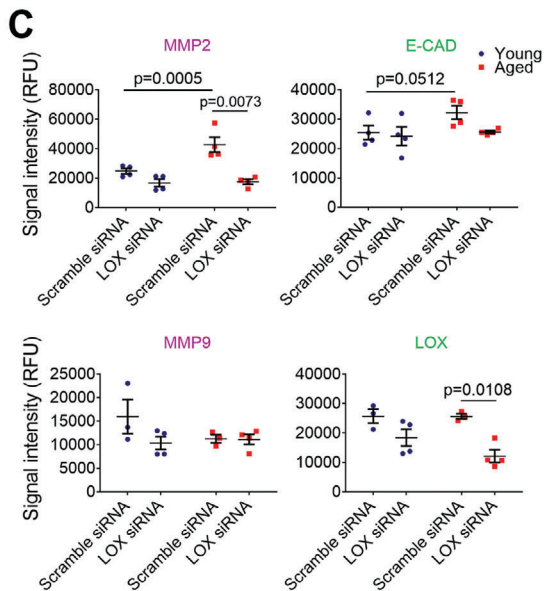 C
MMP2
E-CAD
Young
Aged
Signal intensity (RFU)
80000
60000
40000
20000
0
p=0.0005
p=0.0073
Scramble siRNA
LOX siRNA
Scramble siRNA
LOX siRNA
40000
30000
20000
10000
0
p=0.0512
Scramble siRNA
LOX siRNA
Scramble siRNA
LOX siRNA
MMP9
Signal intensity (RFU)
25000
20000
15000
10000
5000
0
Scramble siRNA
LOX siRNA
Scramble siRNA
LOX siRNA
LOX
40000
30000
20000
10000
0
p=0.0108
Scramble siRNA
LOX siRNA
Scramble siRNA
LOX siRNA